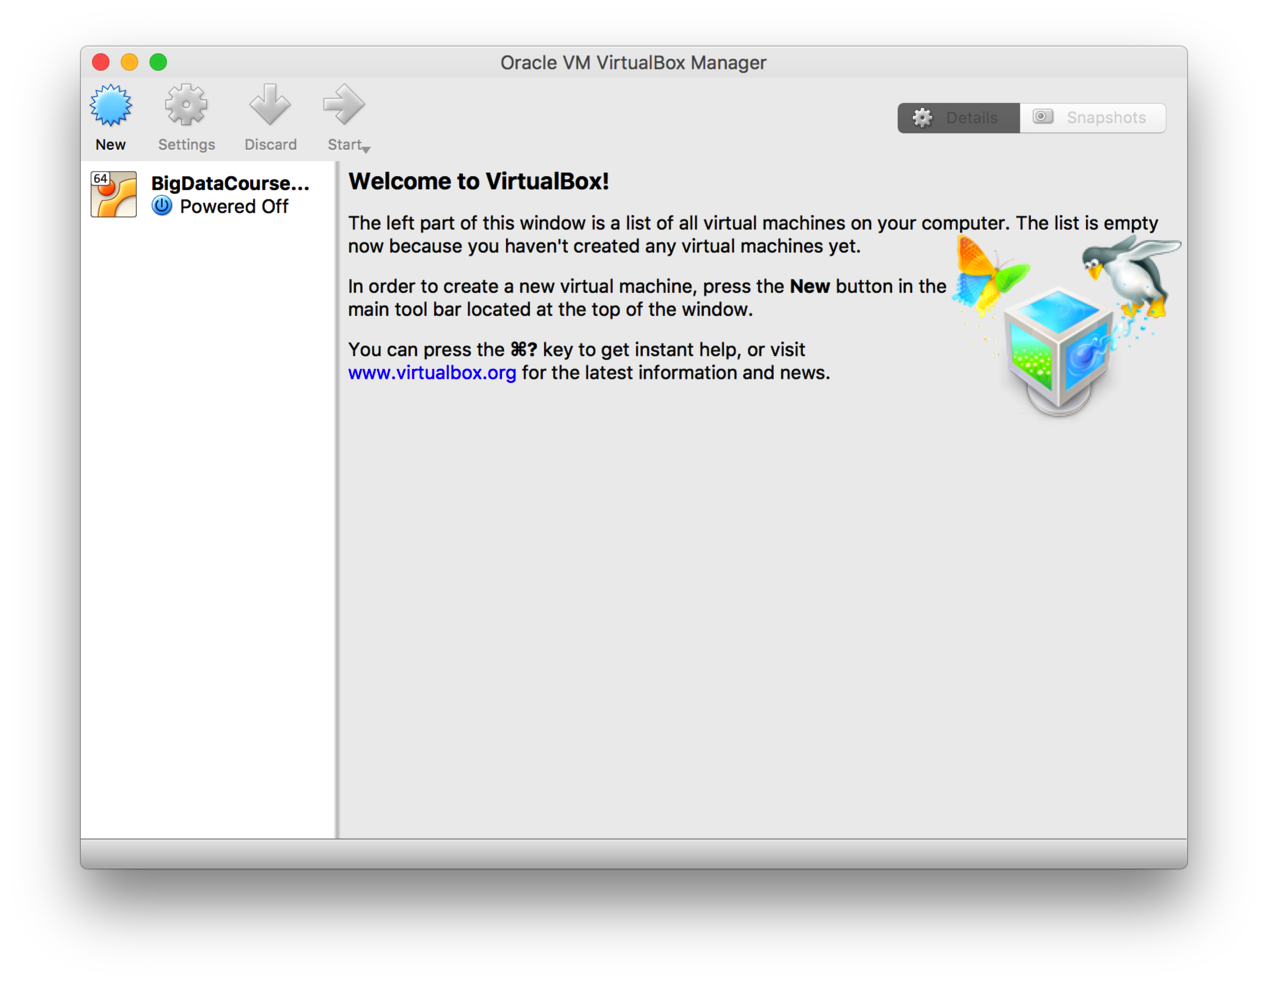 Oracle VM VirtualBox Manager
New
Settings
Discard
Start
Details
Snapshots
64
BigDataCourse...
Powered Off
Welcome to VirtualBox!
The left part of this window is a list of all virtual machines on your computer. The list is empty
now because you haven't created any virtual machines yet.
In order to create a new virtual machine, press the New button in the
main tool bar located at the top of the window.
You can press the ⌘? key to get instant help, or visit
www.virtualbox.org for the latest information and news.